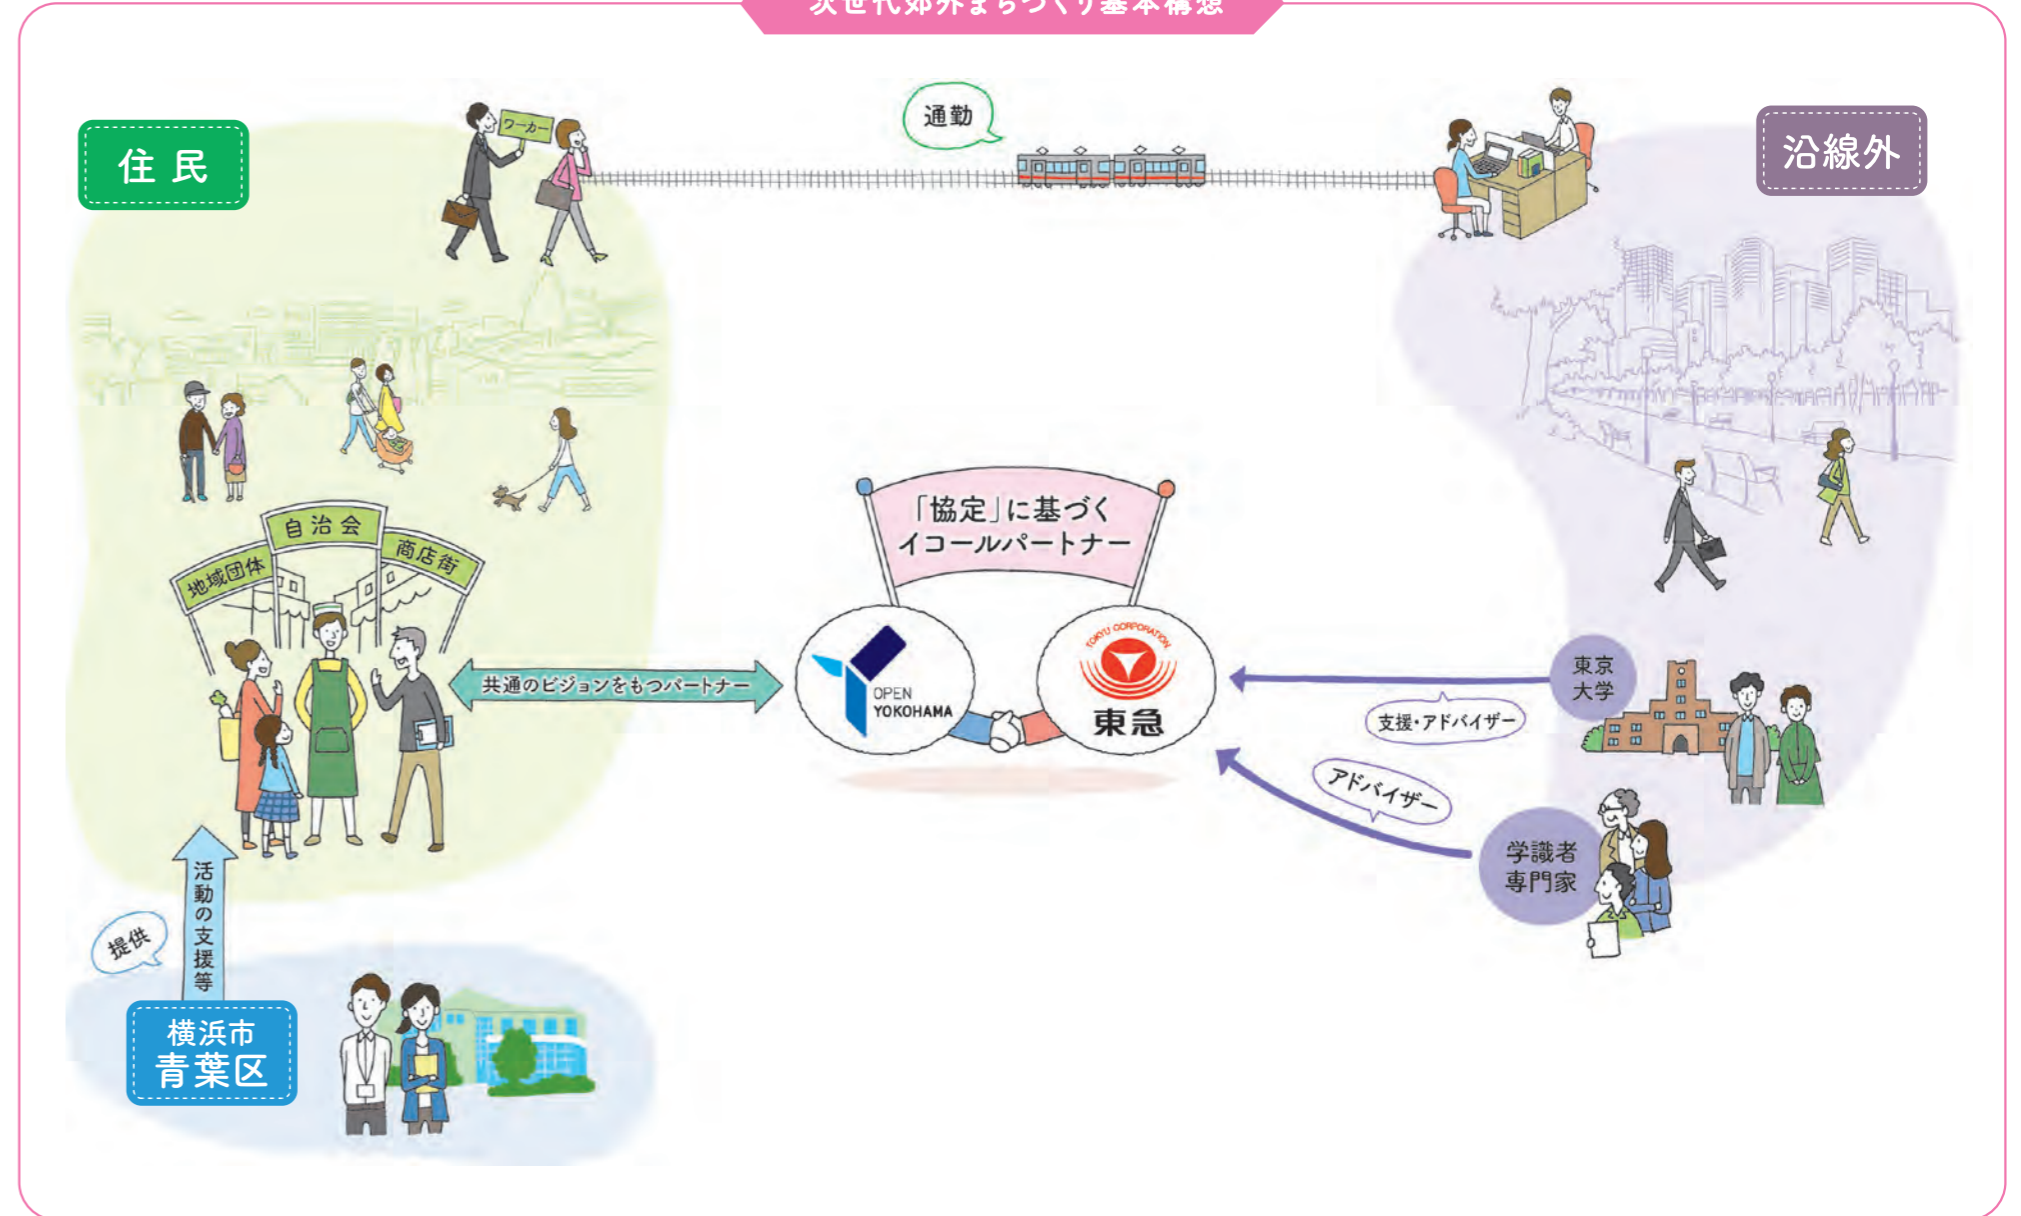 次世代郊外まちづくり基本構想
住民
ワーカー
通勤
沿線外
地域団体
自治会
商店街
「協定」に基づく
イコールパートナー
共通のビジョンをもつパートナー
OPEN
YOKOHAMA
TOKYU CORPORATION
東急
東京
大学
支援・アドバイザー
アドバイザー
学識者
専門家
活動の支援等
提供
横浜市
青葉区